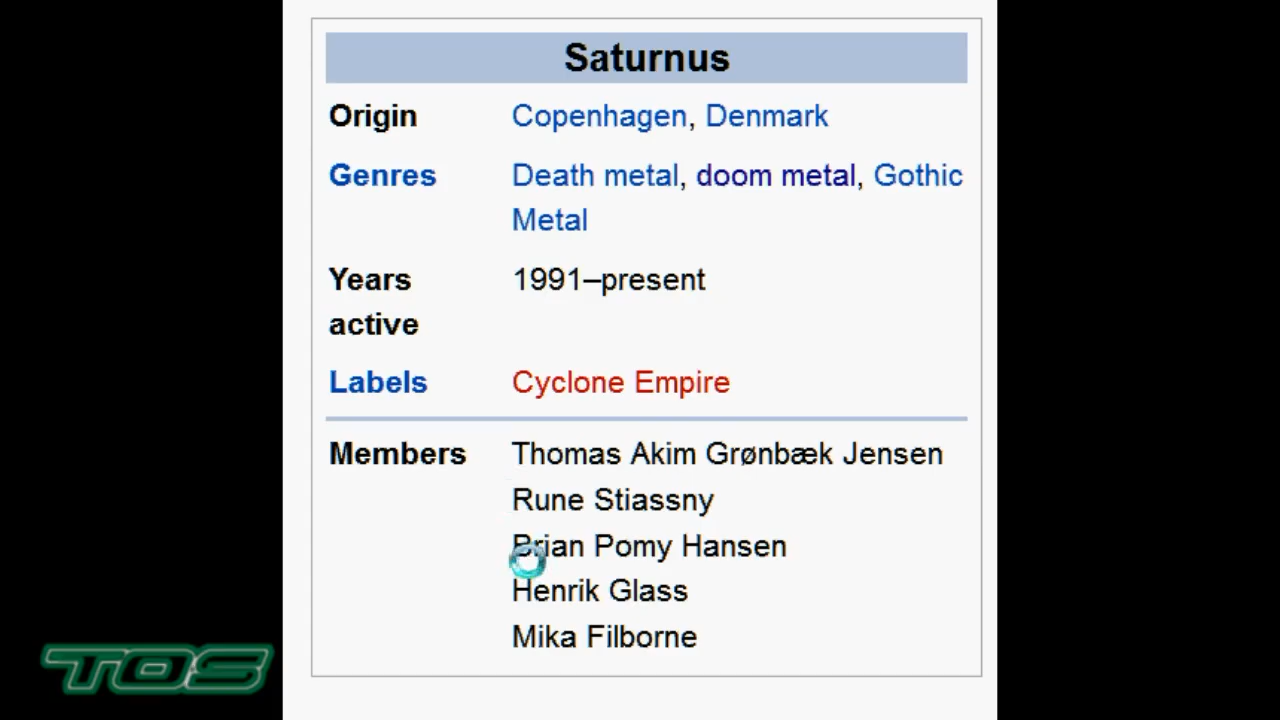 Saturnus
Origin Copenhagen, Denmark
Genres Death metal, doom metal, Gothic
Metal
Years 1991–present
active
Labels Cyclone Empire
Members Thomas Akim Grønbæk Jensen
Rune Stiassny
Brian Pomy Hansen
Henrik Glass
Mika Filborne
TOS